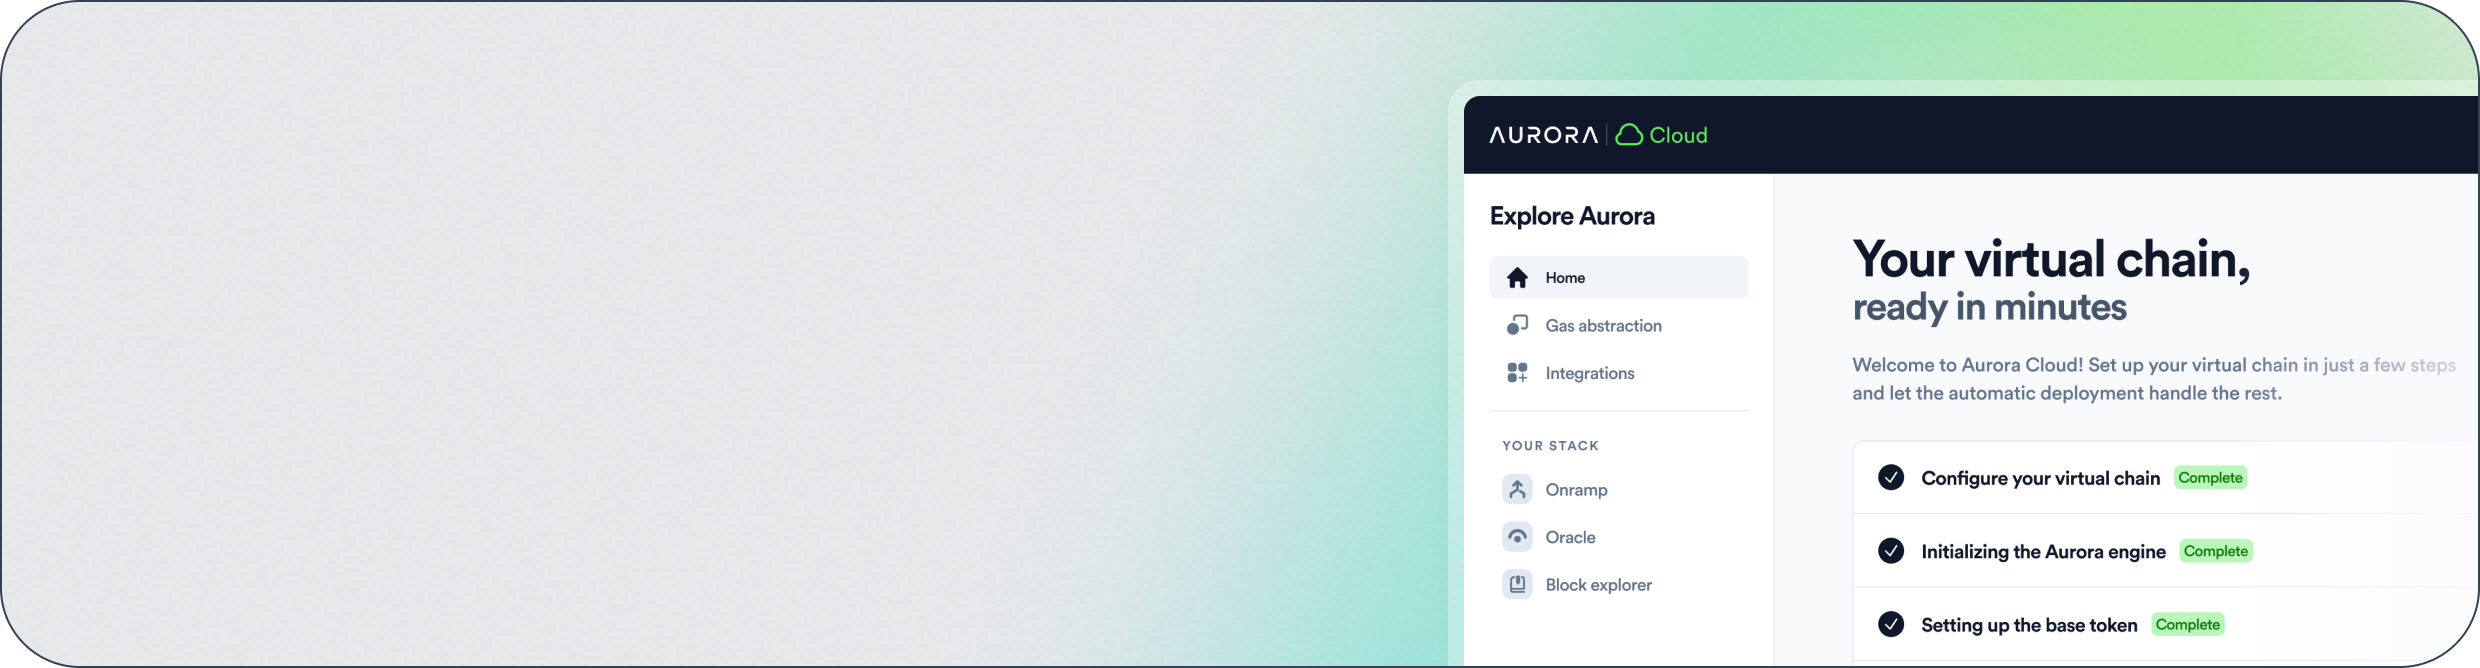 AURORA | Cloud
Explore Aurora
Home
Gas abstraction
Integrations
YOUR STACK
Onramp
Oracle
Block explorer
Your virtual chain,
ready in minutes
Welcome to Aurora Cloud! Set up your virtual chain in just a few steps
and let the automatic deployment handle the rest.
Configure your virtual chain Complete
Initializing the Aurora engine Complete
Setting up the base token Complete